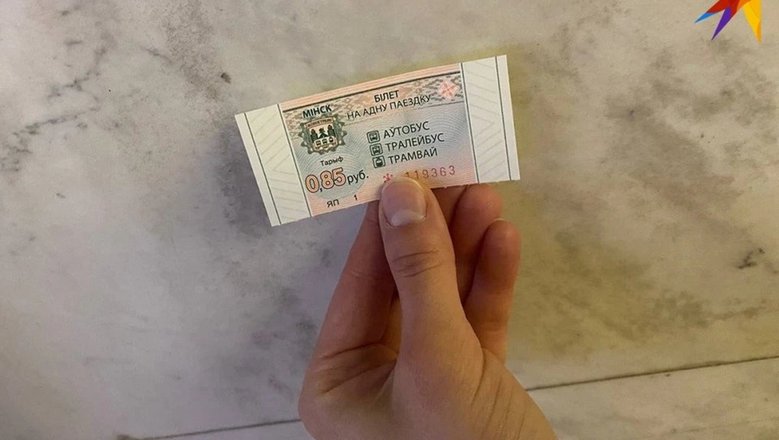 МІНСК
БІЛЕТ
НА АДНУ ПАЕЗДКУ
АЎТОБУС
ТРАЛЕЙБУС
ТРАМВАЙ
Тарыф
0,85 руб.
119363
ЯП 1